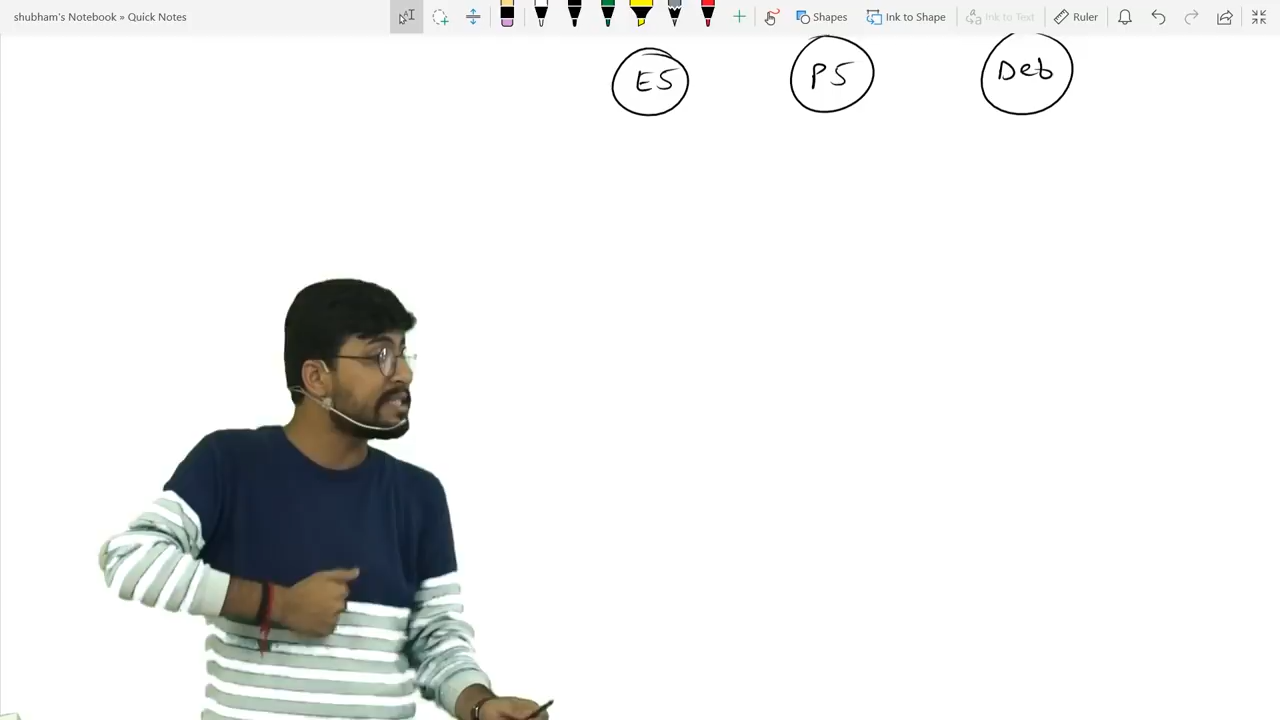 shubham's Notebook » Quick Notes
Shapes
Ink to Shape
Ink to Text
Ruler
ES PS Deb